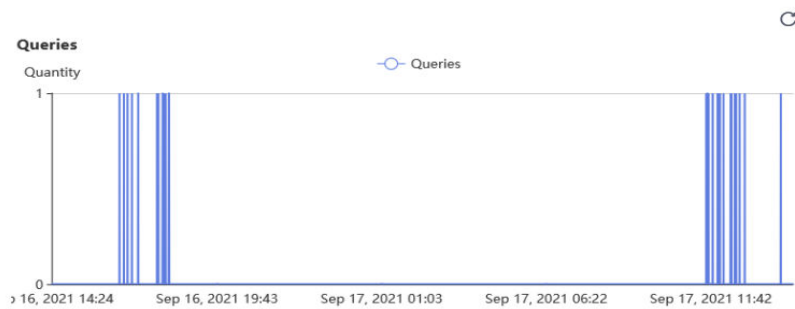 Queries
Queries
Quantity
1
0
p 16, 2021 14:24 Sep 16, 2021 19:43 Sep 17, 2021 01:03 Sep 17, 2021 06:22 Sep 17, 2021 11:42